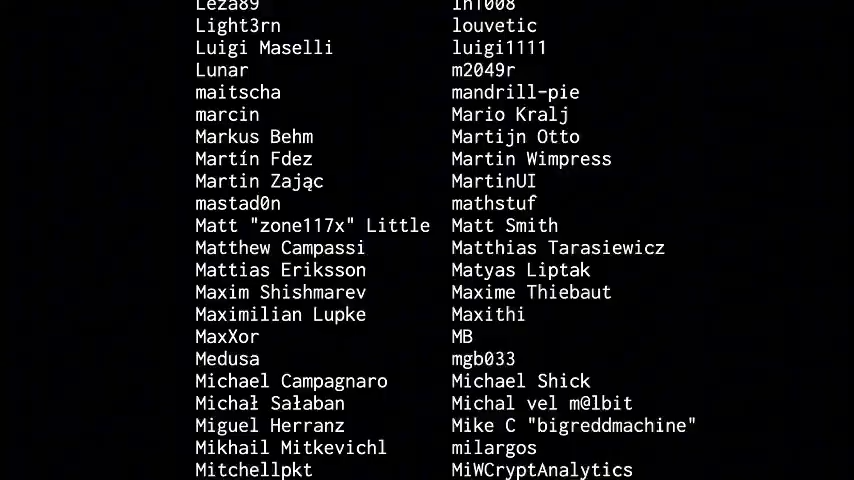 Leza89 lh1008
Light3rn louvetic
Luigi Maselli luigi1111
Lunar m2049r
maitscha mandrill-pie
marcin Mario Kralj
Markus Behm Martijn Otto
Martín Fdez Martin Wimpress
Martin Zając MartinUI
mastad0n mathstuf
Matt "zone117x" Little Matt Smith
Matthew Campassi Matthias Tarasiewicz
Mattias Eriksson Matyas Liptak
Maxim Shishmarev Maxime Thiebaut
Maximilian Lupke Maxithi
MaxXor MB
Medusa mgb033
Michael Campagnaro Michael Shick
Michał Sałaban Michal vel m@lbit
Miguel Herranz Mike C "bigreddmachine"
Mikhail Mitkevichl milargos
Mitchellpkt MiWCryptAnalytics